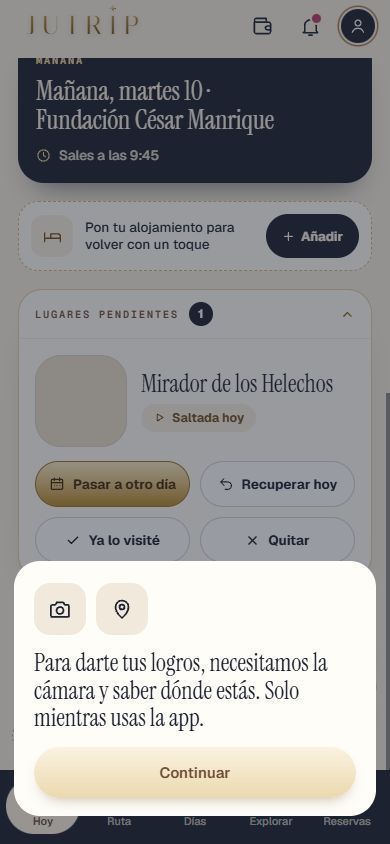 JUTRIP
MAÑANA
Mañana, martes 10 ·
Fundación César Manrique
Sales a las 9:45
Pon tu alojamiento para
volver con un toque
Añadir
LUGARES PENDIENTES 1
Mirador de los Helechos
Saltada hoy
Pasar a otro día
Recuperar hoy
Ya lo visité
Quitar
Para darte tus logros, necesitamos la
cámara y saber dónde estás. Solo
mientras usas la app.
Continuar
Hoy Ruta Días Explorar Reservas